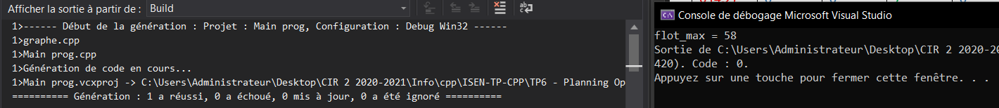 Afficher la sortie à partir de : Build
1>------ Début de la génération : Projet : Main prog, Configuration : Debug Win32 ------
1>graphe.cpp
1>Main prog.cpp
1>Génération de code en cours...
1>Main prog.vcxproj -> C:\Users\Administrateur\Desktop\CIR 2 2020-2021\Info\cpp\ISEN-TP-CPP\TP6 - Planning Op
========== Génération : 1 a réussi, 0 a échoué, 0 mis à jour, 0 a été ignoré ==========
Console de débogage Microsoft Visual Studio
flot_max = 58
Sortie de C:\Users\Administrateur\Desktop\CIR 2 2020-20
420). Code : 0.
Appuyez sur une touche pour fermer cette fenêtre. . .